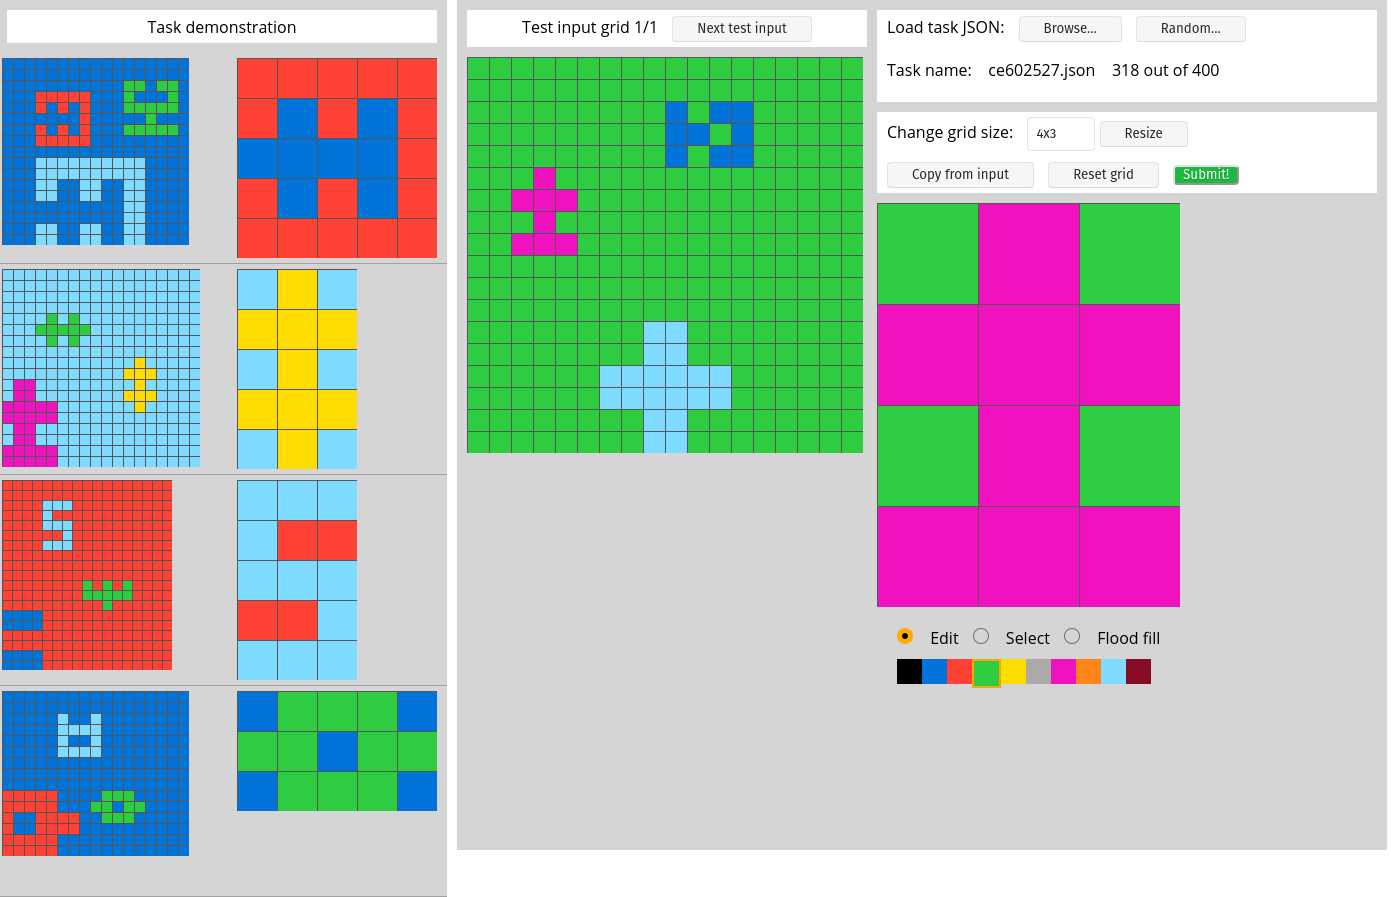 Task demonstration
Test input grid 1/1 Next test input
Load task JSON: Browse... Random...
Task name: ce602527.json 318 out of 400
Change grid size: 4x3 Resize
Copy from input Reset grid Submit!
Edit Select Flood fill